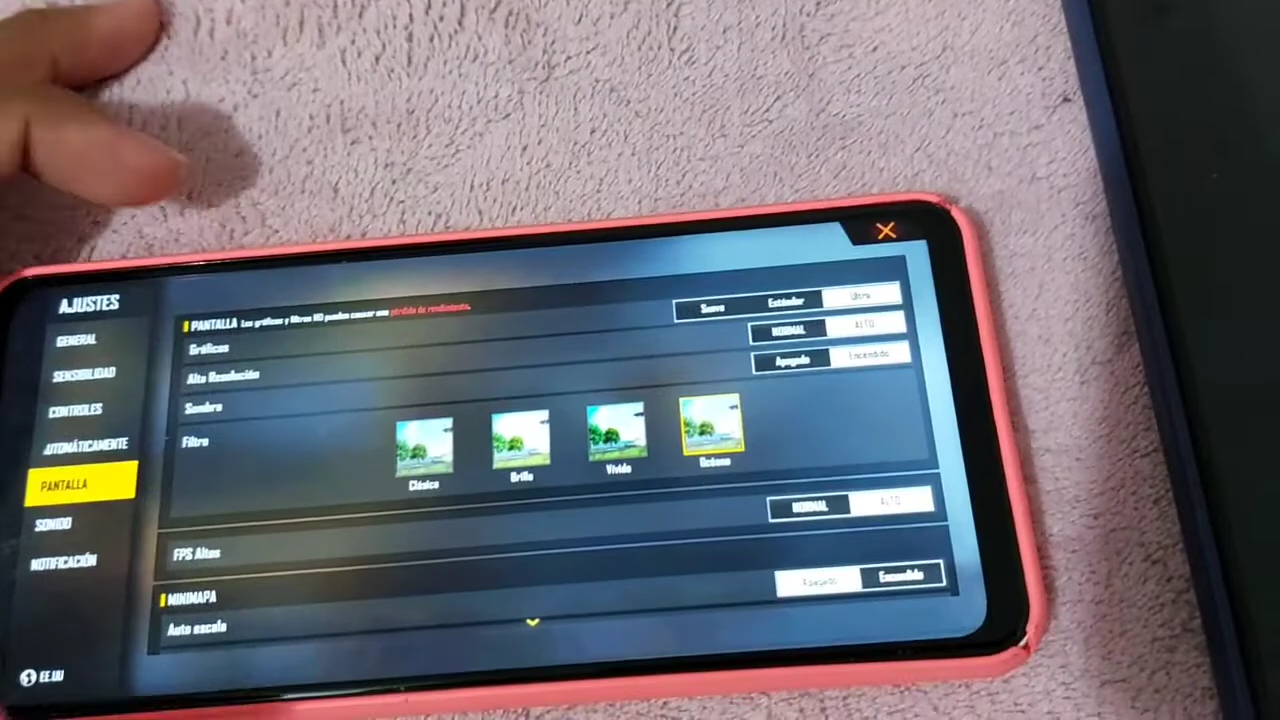 AJUSTES
GENERAL
SENSIBILIDAD
CONTROLES
AUTOMÁTICAMENTE
PANTALLA
SONIDO
NOTIFICACIÓN
EE.UU
PANTALLA Los gráficos y filtros HD pueden causar una pérdida de rendimiento.
Gráficos Suave Estándar Ultra
Alta Resolución NORMAL ALTO
Sombra Apagado Encendido
Filtro
Clásico Brillo Vívido Océano
FPS Altos NORMAL ALTO
MINIMAPA
Auto escala Apagado Encendido